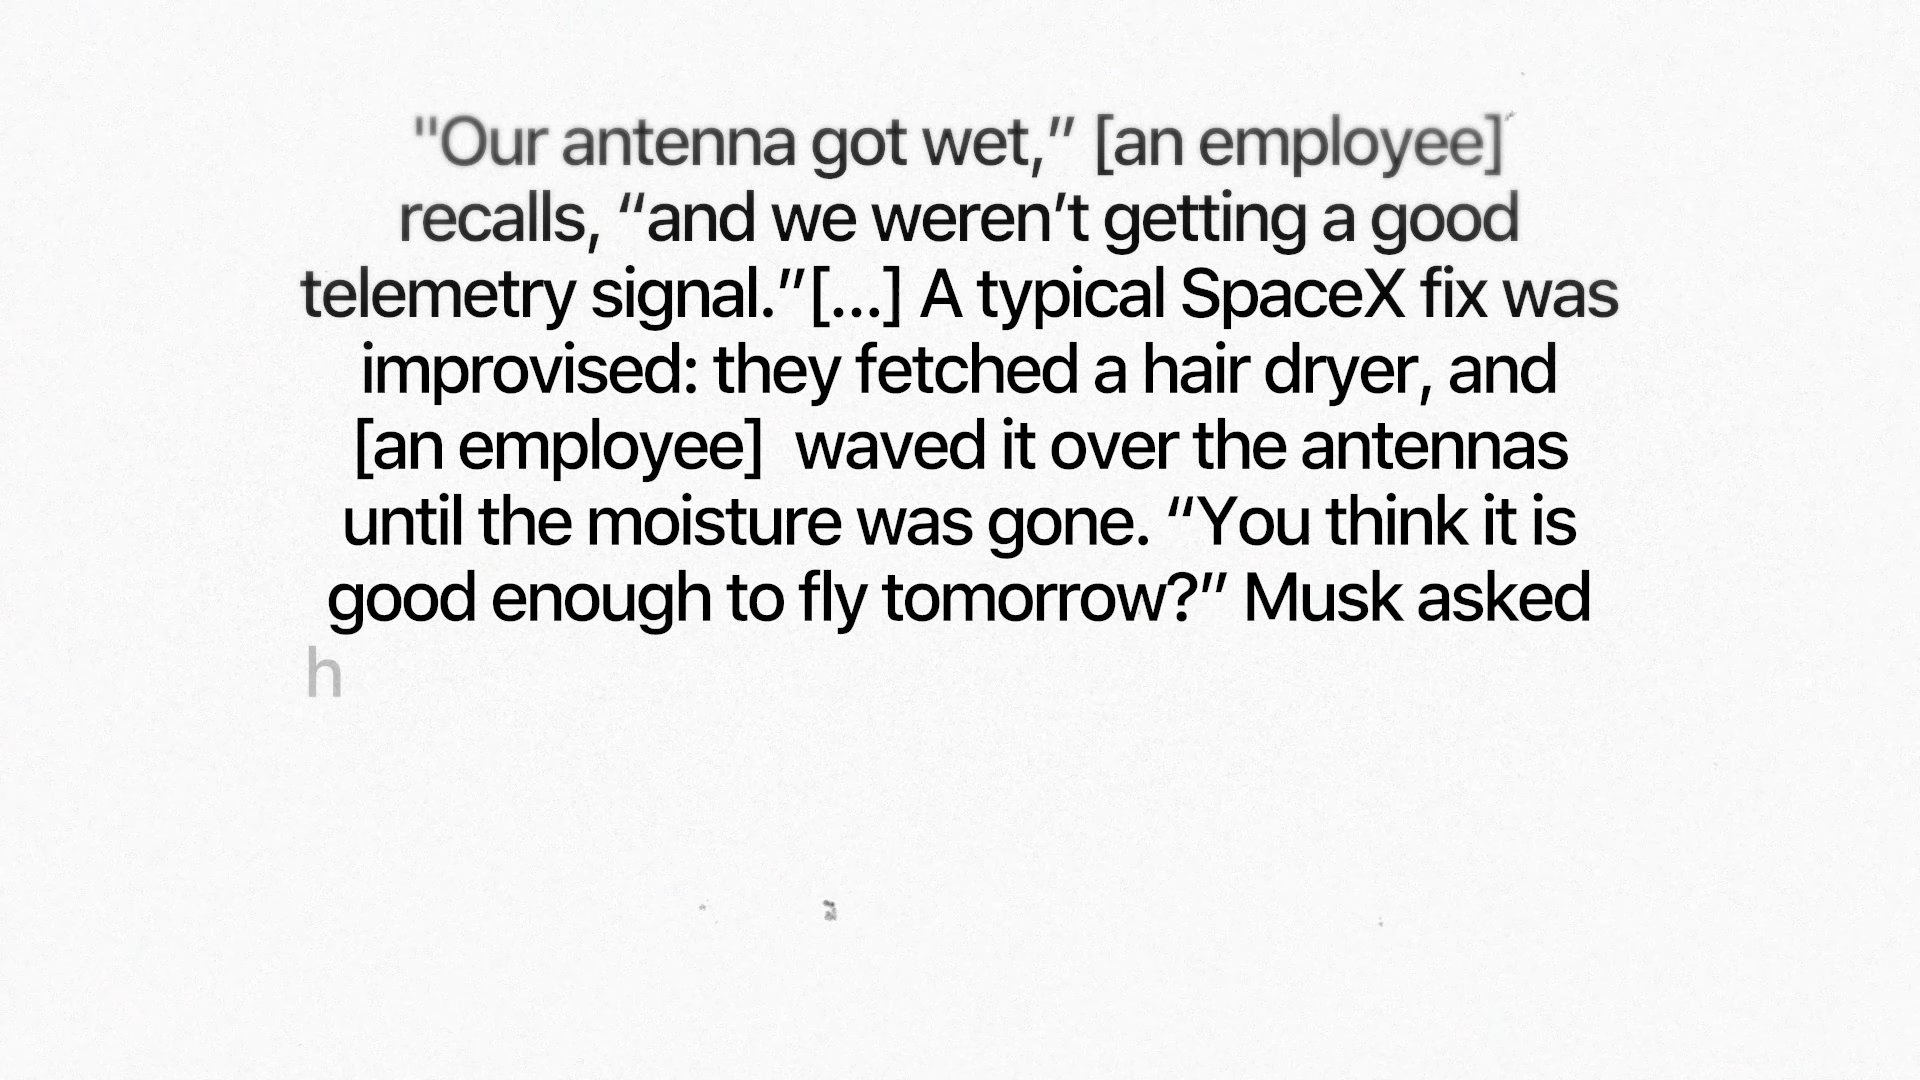 "Our antenna got wet,” [an employee]
recalls, “and we weren’t getting a good
telemetry signal.”[...] A typical SpaceX fix was
improvised: they fetched a hair dryer, and
[an employee]  waved it over the antennas
until the moisture was gone. “You think it is
good enough to fly tomorrow?” Musk asked
h